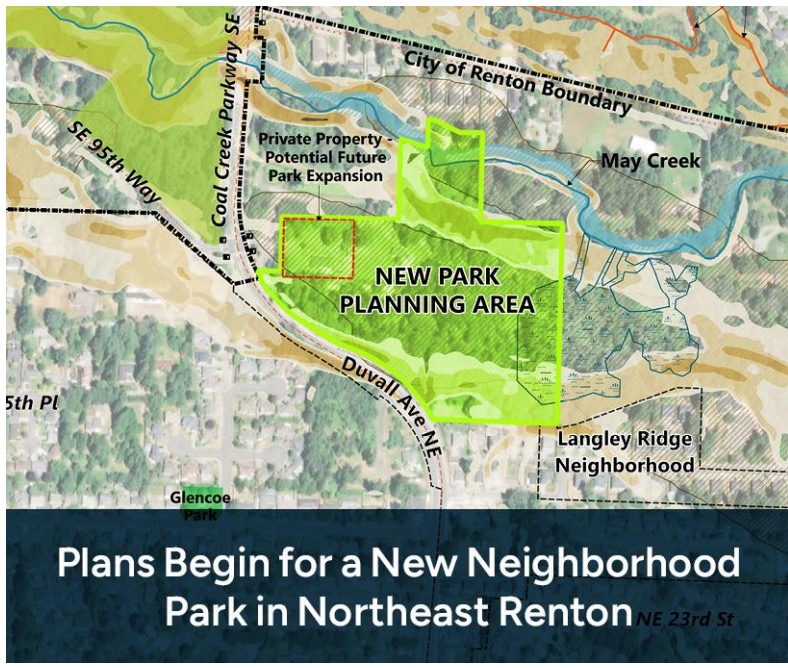 City of Renton Boundary
Coal Creek Parkway SE
SE 95th Way
Private Property -
Potential Future
Park Expansion
May Creek
NEW PARK
PLANNING AREA
Duvall Ave NE
5th Pl
Langley Ridge
Neighborhood
Glencoe
Park
Plans Begin for a New Neighborhood
Park in Northeast Renton
NE 23rd St